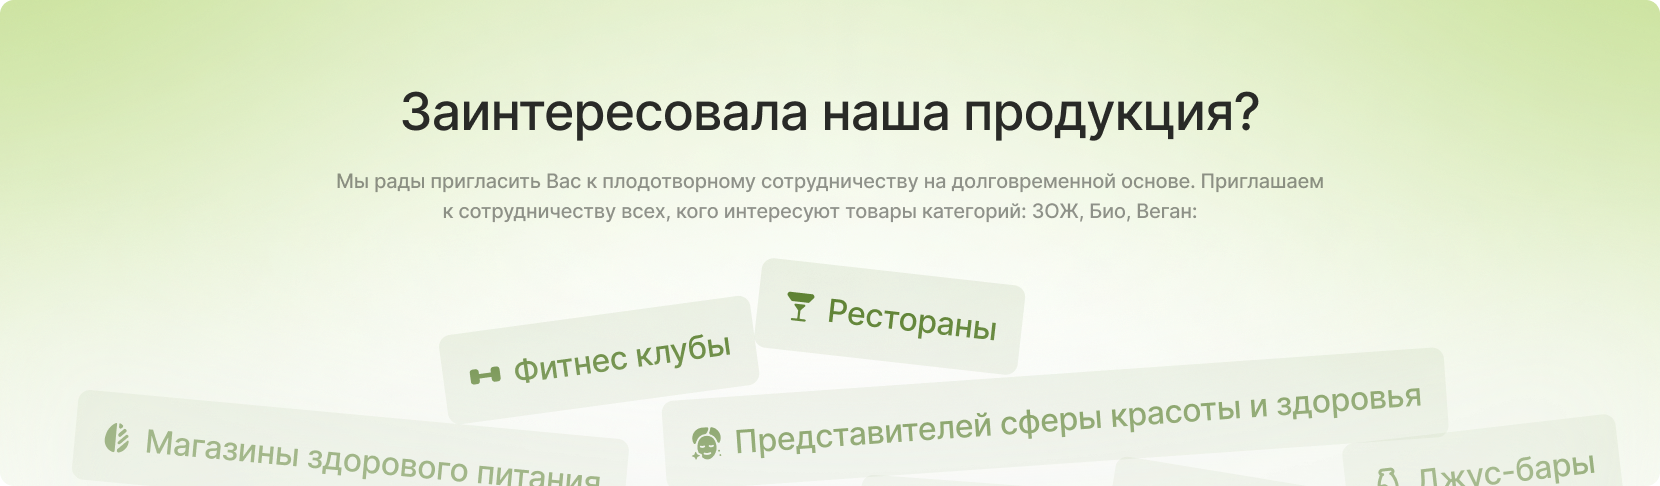 Заинтересовала наша продукция?
Мы рады пригласить Вас к плодотворному сотрудничеству на долговременной основе. Приглашаем
к сотрудничеству всех, кого интересуют товары категорий: ЗОЖ, Био, Веган:
Рестораны
Фитнес клубы
Представителей сферы красоты и здоровья
Магазины здорового питания
Джус-бары